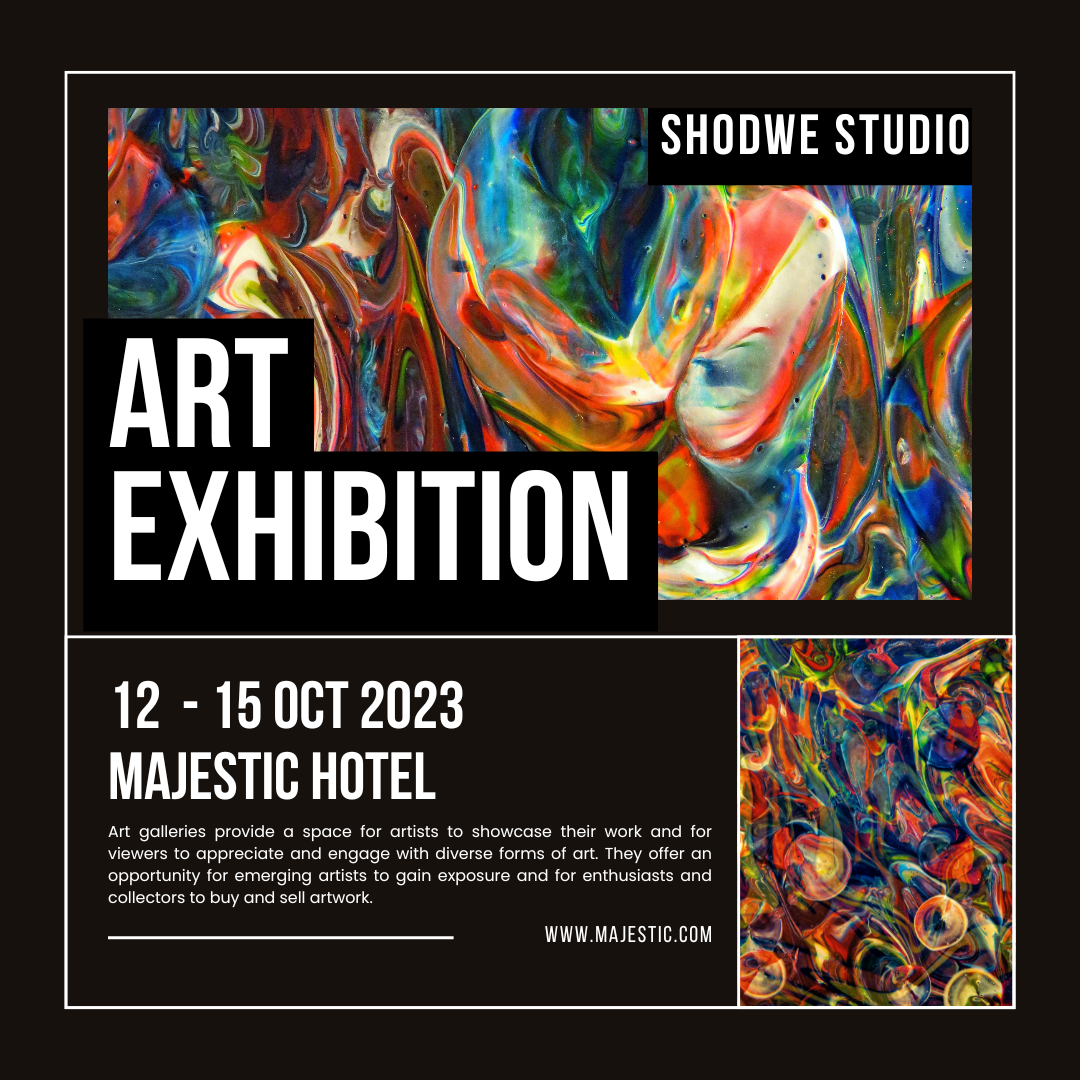 SHODWE STUDIO
ART
EXHIBITION
12 - 15 OCT 2023
MAJESTIC HOTEL
Art galleries provide a space for artists to showcase their work and for
viewers to appreciate and engage with diverse forms of art. They offer an
opportunity for emerging artists to gain exposure and for enthusiasts and
collectors to buy and sell artwork.
WWW.MAJESTIC.COM